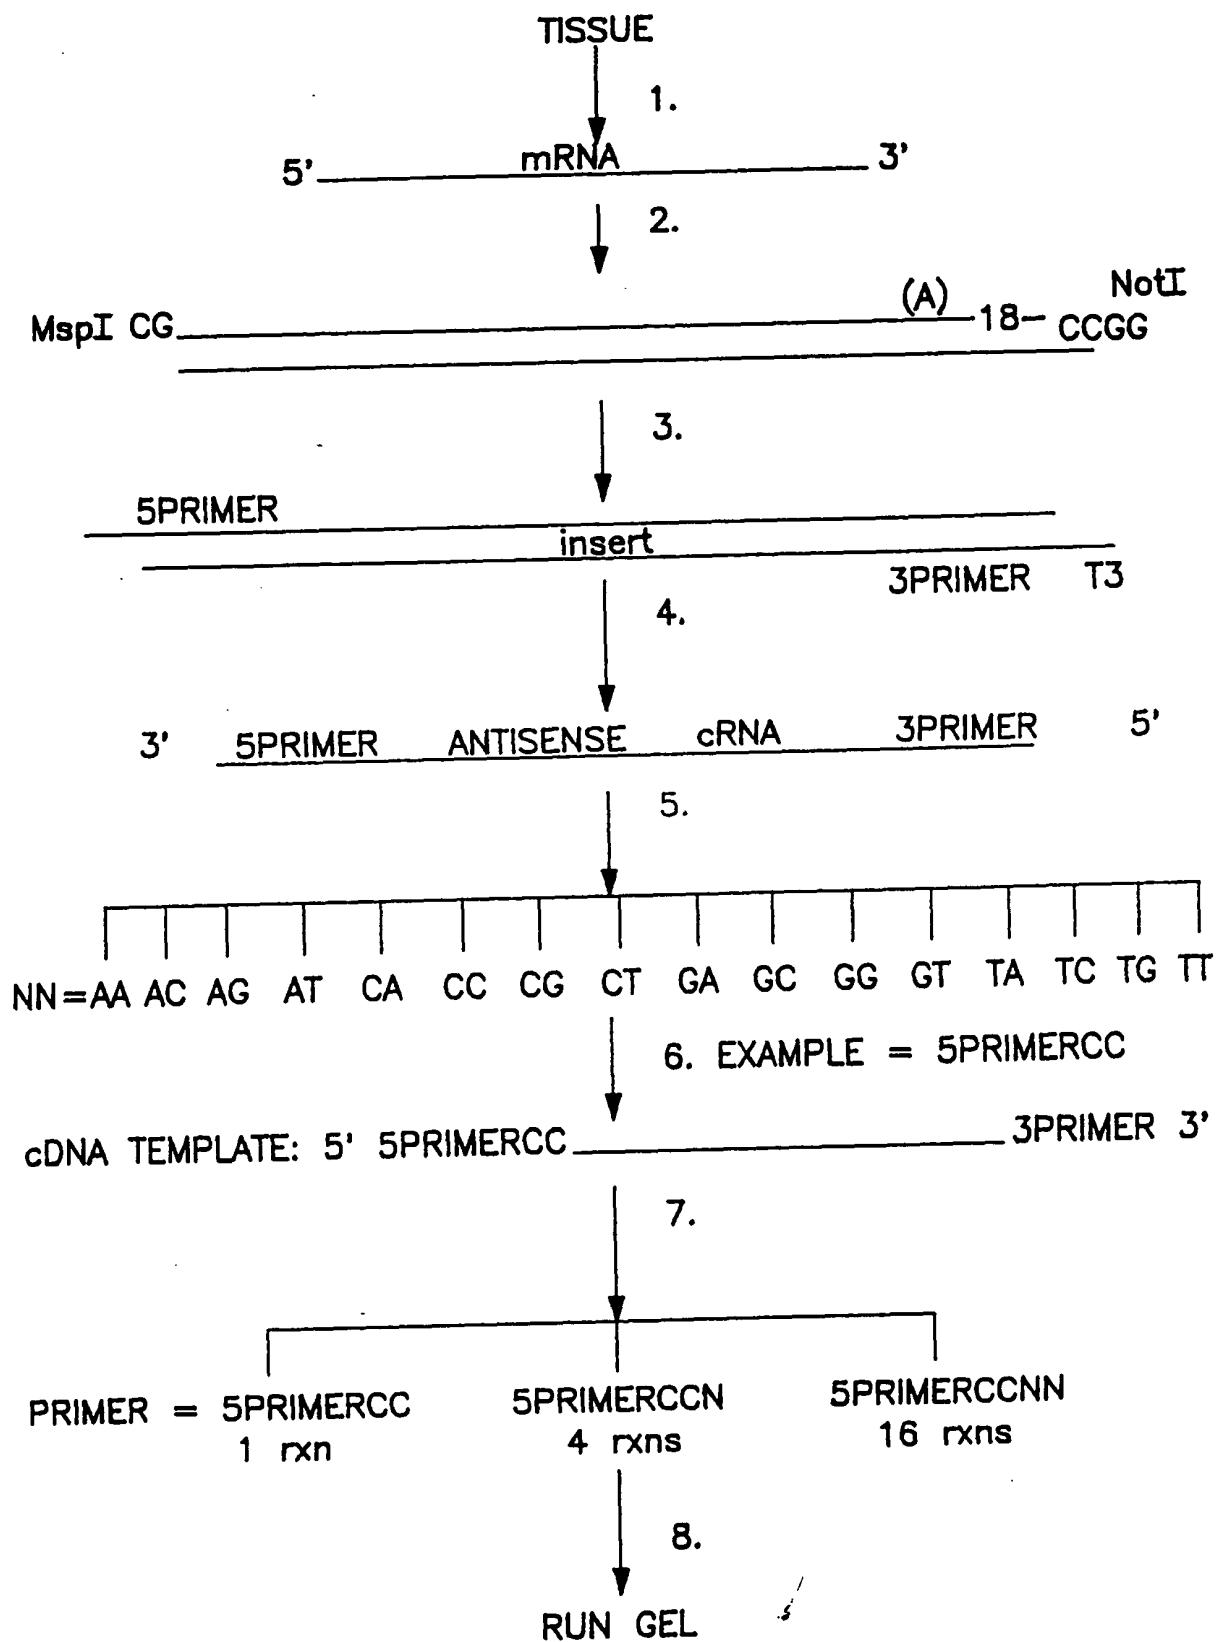 TISSUE
1.
5' mRNA 3'
2.
MspI CG (A) 18 NotI
CCGG
3.
5PRIMER
insert
3PRIMER T3
4.
3' 5PRIMER ANTISENSE cRNA 3PRIMER 5'
5.
NN=AA AC AG AT CA CC CG CT GA GC GG GT TA TC TG TT
6. EXAMPLE = 5PRIMERCC
cDNA TEMPLATE: 5' 5PRIMERCC 3PRIMER 3'
7.
PRIMER = 5PRIMERCC 5PRIMERCCN 5PRIMERCCNN
1 rxn 4 rxns 16 rxns
8.
RUN GEL